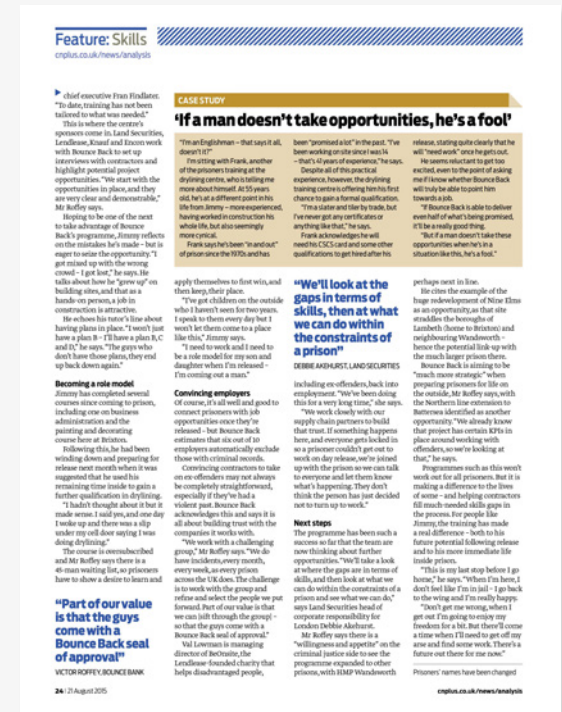 Feature: Skills
cnplus.co.uk/news/analysis
chief executive Fran Findlater.
"To date, training has not been
tailored to what was needed."
This is where the centre's
sponsors come in. Land Securities,
Lendlease, Knauf and Encon work
with Bounce Back to set up
interviews with contractors and
highlight potential project
opportunities. "We start with the
opportunities in place, and they
are very clear and demonstrable,"
Mr Roffey says.
Hoping to be one of the next
to take advantage of Bounce
Back's programme, Jimmy reflects
on the mistakes he's made – but is
eager to seize the opportunity. "I
got mixed up with the wrong
crowd – I got lost," he says. He
talks about how he "grew up" on
building sites, and that as a
hands-on person, a job in
construction is attractive.
He echoes his tutor's line about
having plans in place. "I won't just
have a plan B – I'll have a plan B, C
and D," he says. "The guys who
don't have those plans, they end
up back down again."
Becoming a role model
Jimmy has completed several
courses since coming to prison,
including one on business
administration and the
painting and decorating
course here at Brixton.
Following this, he had been
winding down and preparing for
release next month when it was
suggested that he used his
remaining time inside to gain a
further qualification in drylining.
"I hadn't thought about it but it
made sense. I said yes, and one day
I woke up and there was a slip
under my cell door saying I was
doing drylining."
The course is oversubscribed
and Mr Roffey says there is a
45-man waiting list, so prisoners
have to show a desire to learn and
"Part of our value
is that the guys
come with a
Bounce Back seal
of approval"
VICTOR ROFFEY, BOUNCE BANK
CASE STUDY
'If a man doesn't take opportunities, he's a fool'
"I'm an Englishman – that says it all,
doesn't it?"
I'm sitting with Frank, another
of the prisoners training at the
drylining centre, who is telling me
more about himself. At 55 years
old, he's at a different point in his
life from Jimmy – more experienced,
having worked in construction his
whole life, but also seemingly
more cynical.
Frank says he's been "in and out"
of prison since the 1970s and has
been "promised a lot" in the past. "I've
been working on site since I was 14
– that's 41 years of experience," he says.
Despite all of this practical
experience, however, the drylining
training centre is offering him his first
chance to gain a formal qualification.
"I'm a slater and tiler by trade, but
I've never got any certificates or
anything like that," he says.
Frank acknowledges he will
need his CSCS card and some other
qualifications to get hired after his
release, stating quite clearly that he
will "need work" once he gets out.
He seems reluctant to get too
excited, even to the point of asking
me if I know whether Bounce Back
will truly be able to point him
towards a job.
"If Bounce Back is able to deliver
even half of what's being promised,
it'll be a really good thing.
"But if a man doesn't take these
opportunities when he's in a
situation like this, he's a fool."
apply themselves to first win, and
then keep, their place.
"I've got children on the outside
who I haven't seen for two years.
I speak to them every day but I
won't let them come to a place
like this," Jimmy says.
"I need to work and I need to
be a role model for my son and
daughter when I'm released –
I'm coming out a man."
Convincing employers
Of course, it's all well and good to
connect prisoners with job
opportunities once they're
released – but Bounce Back
estimates that six out of 10
employers automatically exclude
those with criminal records.
Convincing contractors to take
on ex-offenders may not always
be completely straightforward,
especially if they've had a
violent past. Bounce Back
acknowledges this and says it is
all about building trust with the
companies it works with.
"We work with a challenging
group," Mr Roffey says. "We do
have incidents, every month,
every week, as every prison
across the UK does. The challenge
is to work with the group and
refine and select the people we put
forward. Part of our value is that
we can [sift through the group] –
so that the guys come with a
Bounce Back seal of approval."
Val Lowman is managing
director of BeOnsite, the
Lendlease-founded charity that
helps disadvantaged people,
"We'll look at the
gaps in terms of
skills, then at what
we can do within
the constraints of
a prison"
DEBBIE AKEHURST, LAND SECURITIES
including ex-offenders, back into
employment. "We've been doing
this for a very long time," she says.
"We work closely with our
supply chain partners to build
that trust. If something happens
here, and everyone gets locked in
so a prisoner couldn't get out to
work on day release, we're joined
up with the prison so we can talk
to everyone and let them know
what's happening. They don't
think the person has just decided
not to turn up to work."
Next steps
The programme has been such a
success so far that the team are
now thinking about further
opportunities. "We'll take a look
at where the gaps are in terms of
skills, and then look at what we
can do within the constraints of a
prison and see what we can do,"
says Land Securities head of
corporate responsibility for
London Debbie Akehurst.
Mr Roffey says there is a
"willingness and appetite" on the
criminal justice side to see the
programme expanded to other
prisons, with HMP Wandsworth
perhaps next in line.
He cites the example of the
huge redevelopment of Nine Elms
as an opportunity, as that site
straddles the boroughs of
Lambeth (home to Brixton) and
neighbouring Wandsworth –
hence the potential link-up with
the much larger prison there.
Bounce Back is aiming to be
"much more strategic" when
preparing prisoners for life on
the outside, Mr Roffey says, with
the Northern line extension to
Battersea identified as another
opportunity. "We already know
that project has certain KPIs in
place around working with
offenders, so we're looking at
that," he says.
Programmes such as this won't
work out for all prisoners. But it is
making a difference to the lives
of some – and helping contractors
fill much-needed skills gaps in
the process. For people like
Jimmy, the training has made
a real difference – both to his
future potential following release
and to his more immediate life
inside prison.
"This is my last stop before I go
home," he says. "When I'm here, I
don't feel like I'm in jail – I go back
to the wing and I'm really happy.
"Don't get me wrong, when I
get out I'm going to enjoy my
freedom for a bit. But there'll come
a time when I'll need to get off my
arse and find some work. There's a
future out there for me now."
Prisoners' names have been changed
24 | 21 August 2015
cnplus.co.uk/news/analysis